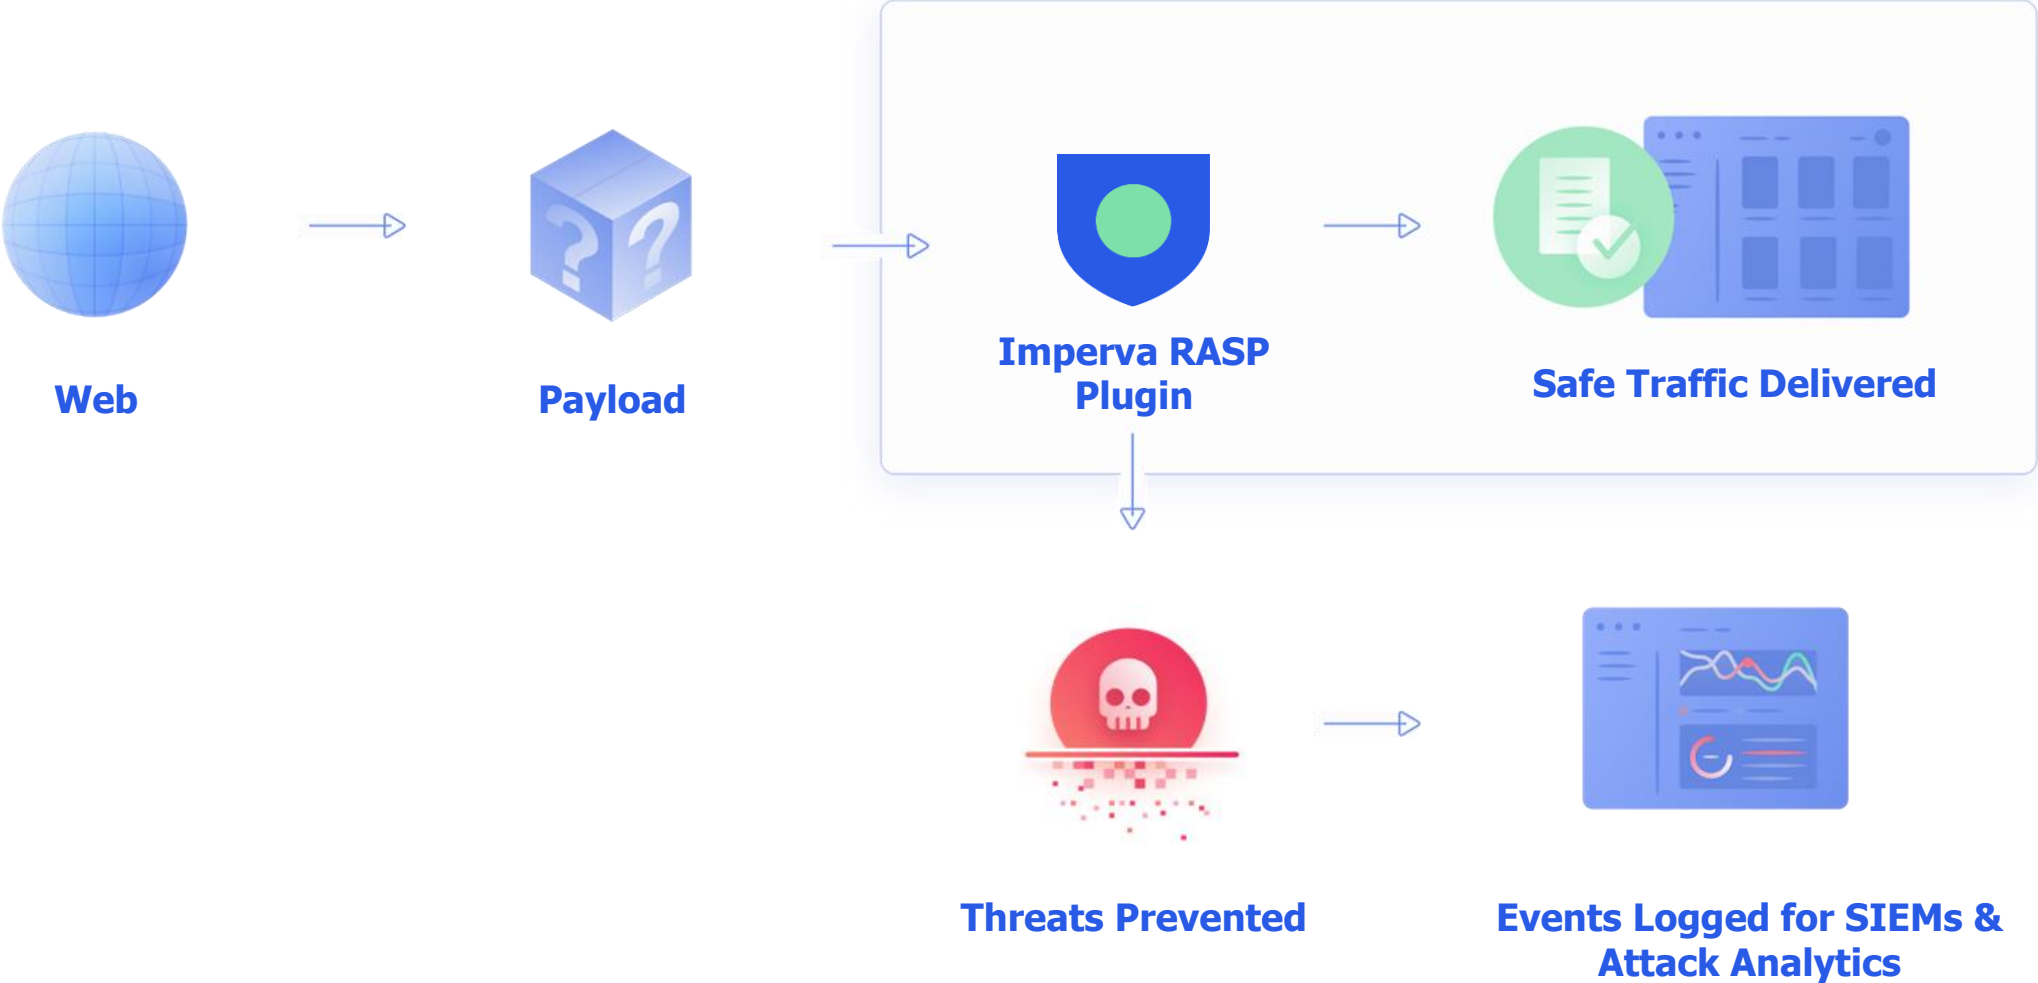 Web
Payload
Imperva RASP
Plugin
Safe Traffic Delivered
Threats Prevented
Events Logged for SIEMs &
Attack Analytics